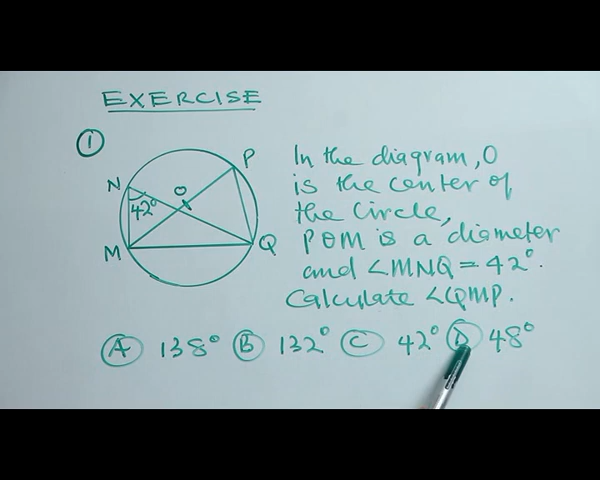 EXERCISE
1
In the diagram, O
is the center of
the circle,
POM is a diameter
and ∠MNQ = 42°.
Calculate ∠QMP.
P
N
O
42°
M
Q
A 138° B 132° C 42° D 48°